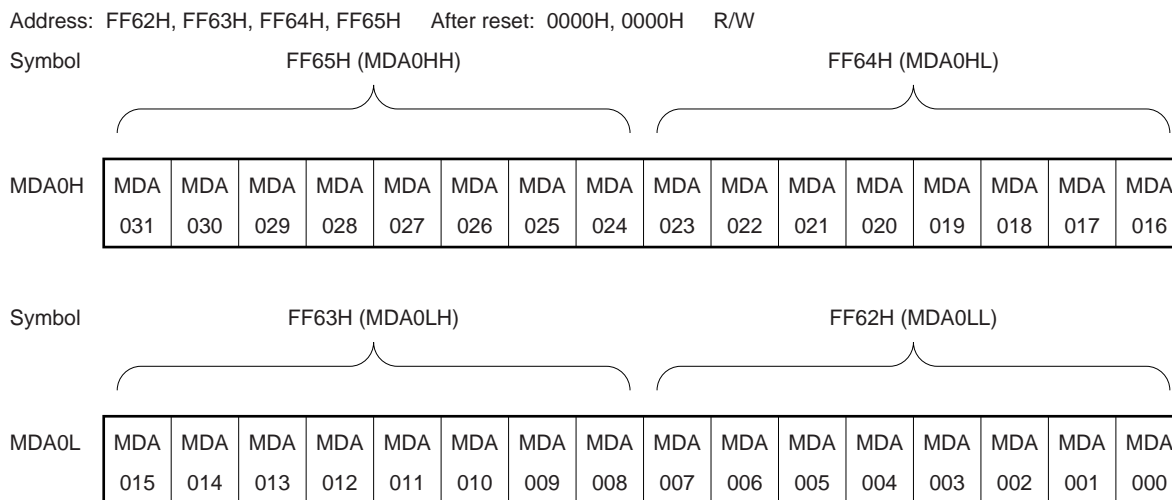 Address: FF62H, FF63H, FF64H, FF65H After reset: 0000H, 0000H R/W
Symbol FF65H (MDA0HH) FF64H (MDA0HL)
MDA0H MDA MDA MDA MDA MDA MDA MDA MDA MDA MDA MDA MDA MDA MDA MDA MDA
031 030 029 028 027 026 025 024 023 022 021 020 019 018 017 016
Symbol FF63H (MDA0LH) FF62H (MDA0LL)
MDA0L MDA MDA MDA MDA MDA MDA MDA MDA MDA MDA MDA MDA MDA MDA MDA MDA
015 014 013 012 011 010 009 008 007 006 005 004 003 002 001 000